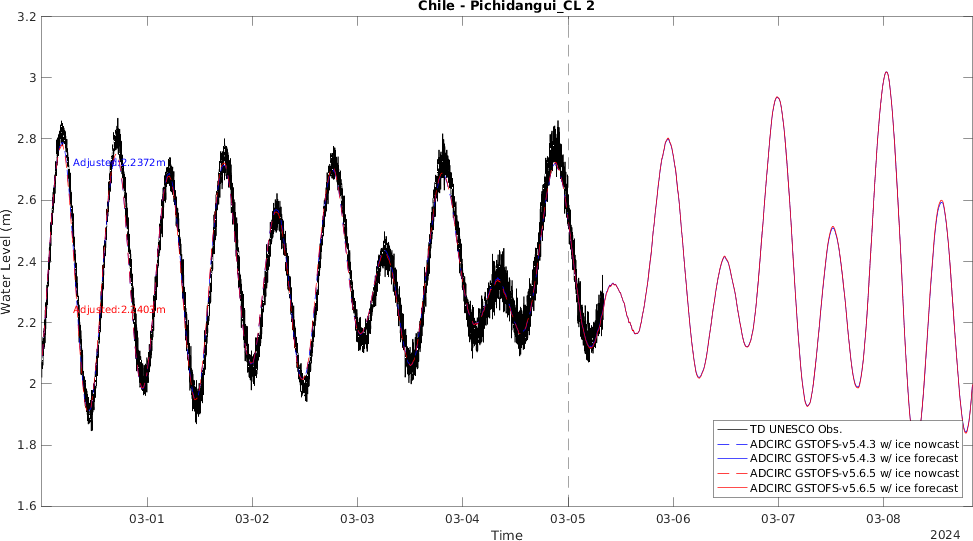 Chile - Pichidangui_CL 2
3.2
3
2.8
2.6
2.4
2.2
2
1.8
1.6
Water Level (m)
Adjusted:2.2372m
Adjusted:2.2403m
TD UNESCO Obs.
ADCIRC GSTOFS-v5.4.3 w/ ice nowcast
ADCIRC GSTOFS-v5.4.3 w/ ice forecast
ADCIRC GSTOFS-v5.6.5 w/ ice nowcast
ADCIRC GSTOFS-v5.6.5 w/ ice forecast
03-01 03-02 03-03 03-04 03-05 03-06 03-07 03-08
Time
2024